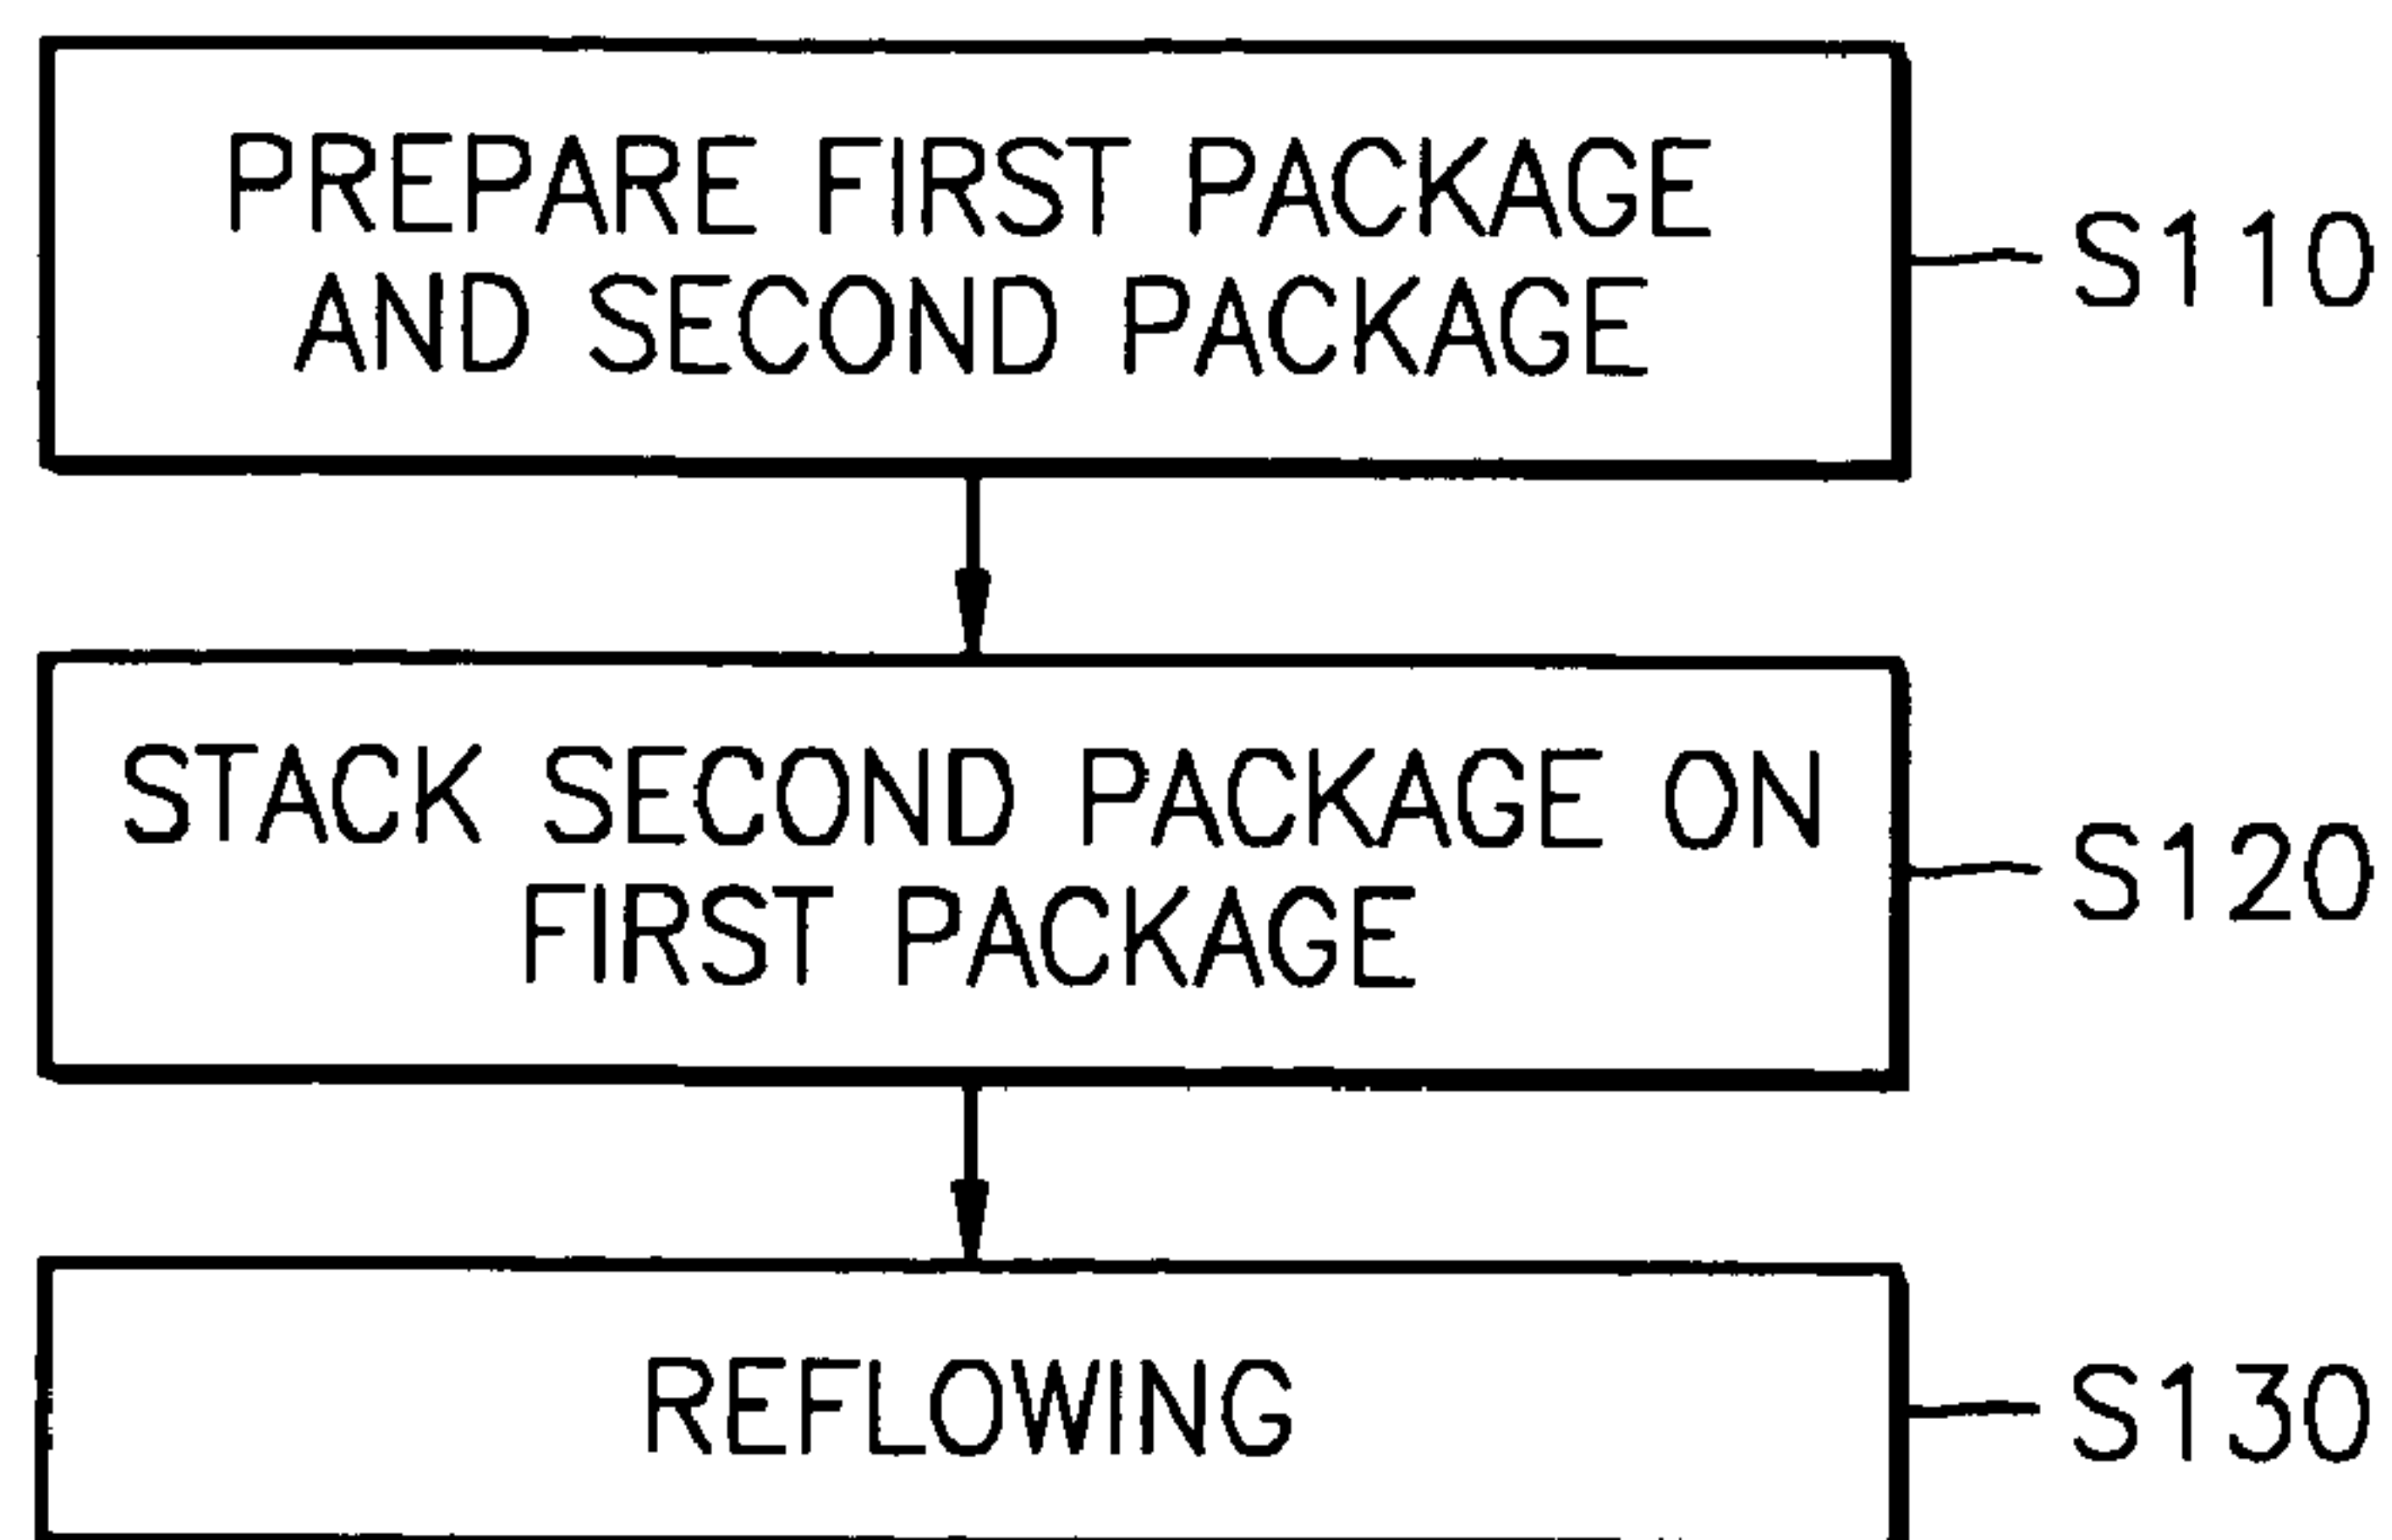 PREPARE FIRST PACKAGE
AND SECOND PACKAGE
S110
STACK SECOND PACKAGE ON
FIRST PACKAGE
S120
REFLOWING
S130